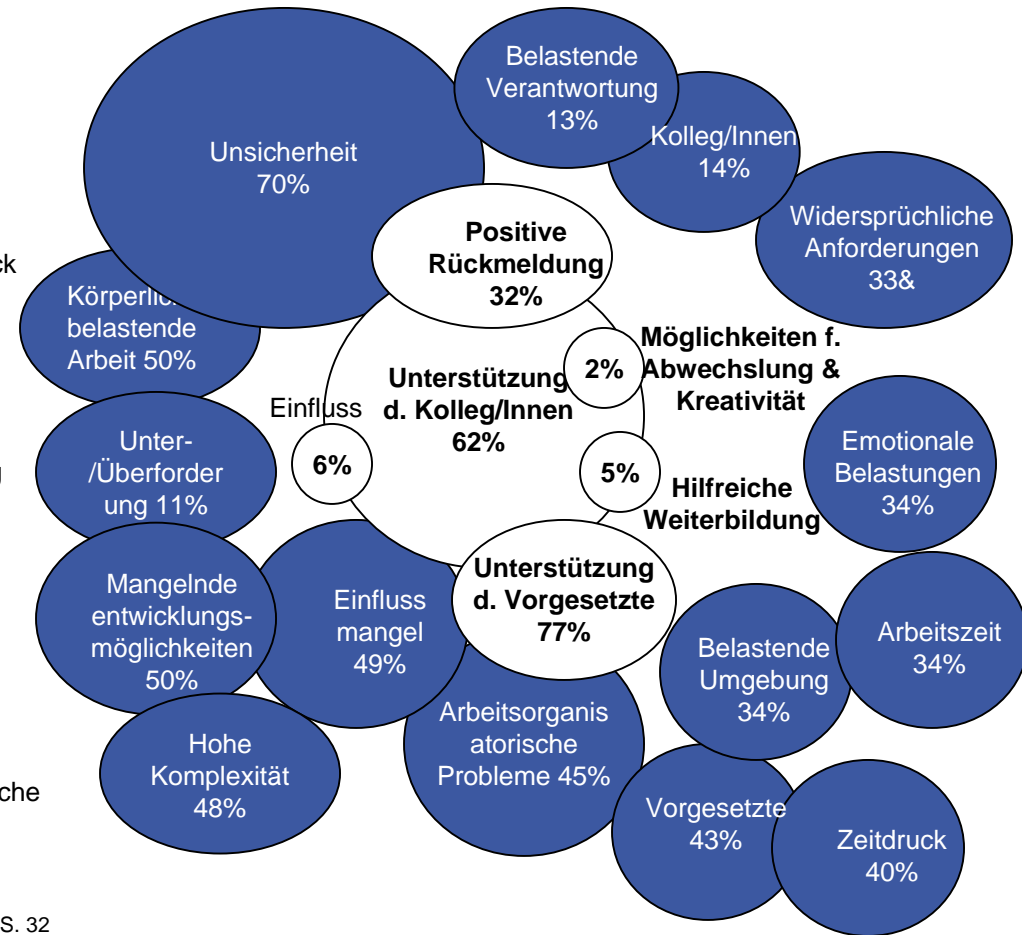 Belastende
Verantwortung
13%
Kolleg/Innen
14%
Unsicherheit
70%
Widersprüchliche
Anforderungen
33&
Positive
Rückmeldung
32%
ck
Körperlich
belastende
Arbeit 50%
Möglichkeiten f.
Abwechslung &
Kreativität
2%
Unterstützung
d. Kolleg/Innen
62%
Einfluss
6%
5%
Hilfreiche
Weiterbildung
Unter-
/Überforder
ung 11%
g
Emotionale
Belastungen
34%
Unterstützung
d. Vorgesetzte
77%
Mangelnde
entwicklungs-
möglichkeiten
50%
Einfluss
mangel
49%
Belastende
Umgebung
34%
Arbeitszeit
34%
Arbeitsorganis
atorische
Probleme 45%
Hohe
Komplexität
48%
che
Vorgesetzte
43%
Zeitdruck
40%
S. 32